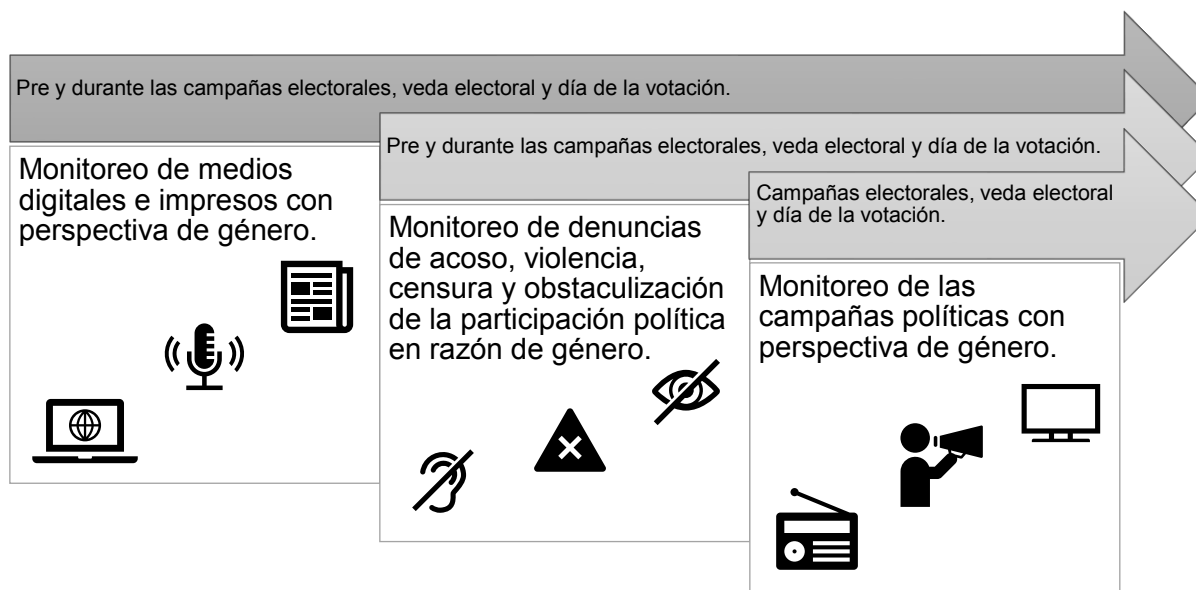 Pre y durante las campañas electorales, veda electoral y día de la votación.
Monitoreo de medios
digitales e impresos con
perspectiva de género.
Pre y durante las campañas electorales, veda electoral y día de la votación.
Monitoreo de denuncias
de acoso, violencia,
censura y obstaculización
de la participación política
en razón de género.
Campañas electorales, veda electoral
y día de la votación.
Monitoreo de las
campañas políticas con
perspectiva de género.